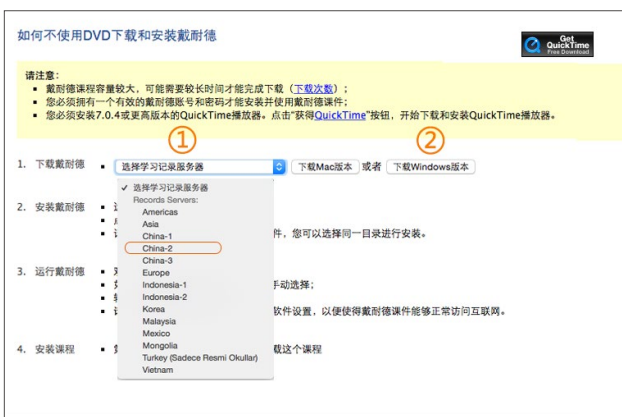 如何不使用DVD下载和安装戴耐德
Get
QuickTime
Free Download
请注意：
▪ 戴耐德课程容量较大，可能需要较长时间才能完成下载（下载次数）；
▪ 您必须拥有一个有效的戴耐德账号和密码才能安装并使用戴耐德课件；
▪ 您必须安装7.0.4或更高版本的QuickTime播放器。点击"获得QuickTime"按钮，开始下载和安装QuickTime播放器。
① ②
1. 下载戴耐德 ▪ 选择学习记录服务器 下载Mac版本 或者 下载Windows版本
✓ 选择学习记录服务器
Records Servers:
2. 安装戴耐德
Americas
Asia
China-1 件，您可以选择同一目录进行安装。
China-2
China-3
3. 运行戴耐德
Europe
Indonesia-1 手动选择；
Indonesia-2
Korea 软件设置，以便使得戴耐德课件能够正常访问互联网。
Malaysia
Mexico
4. 安装课程
Mongolia 载这个课程
Turkey (Sadece Resmi Okullar)
Vietnam